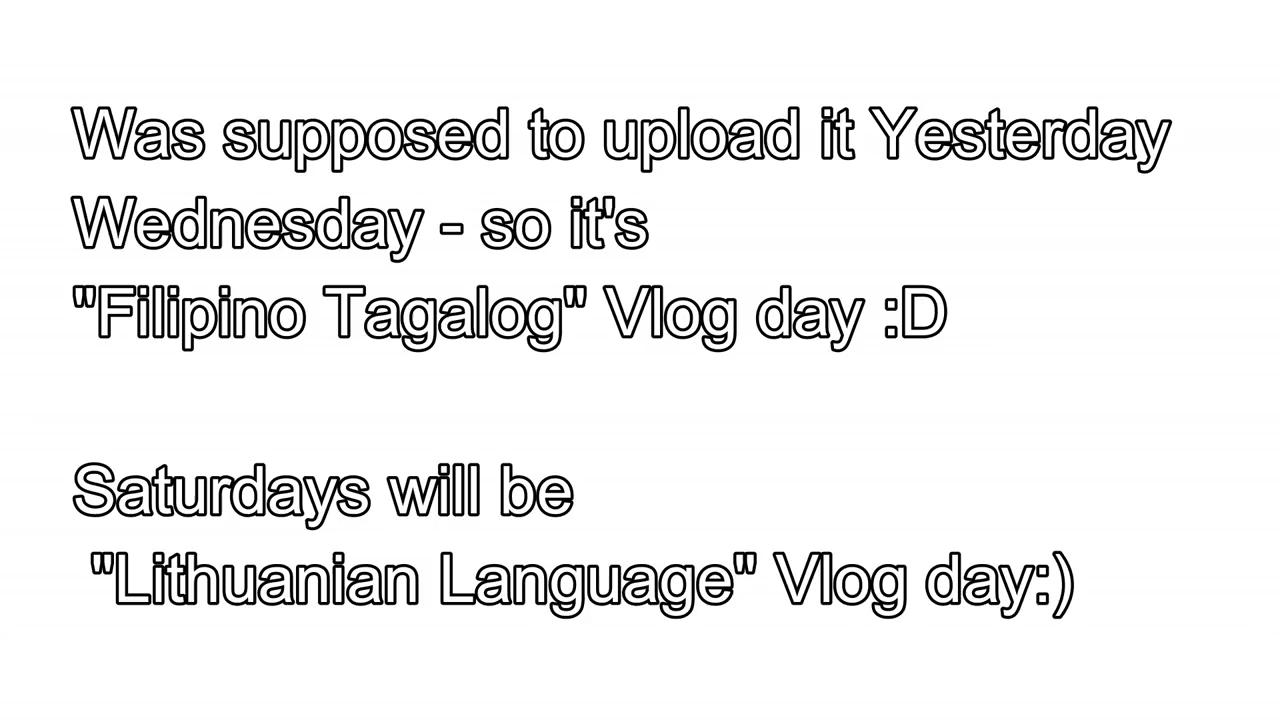 Was supposed to upload it Yesterday
Wednesday - so it's
"Filipino Tagalog" Vlog day :D
Saturdays will be
"Lithuanian Language" Vlog day:)